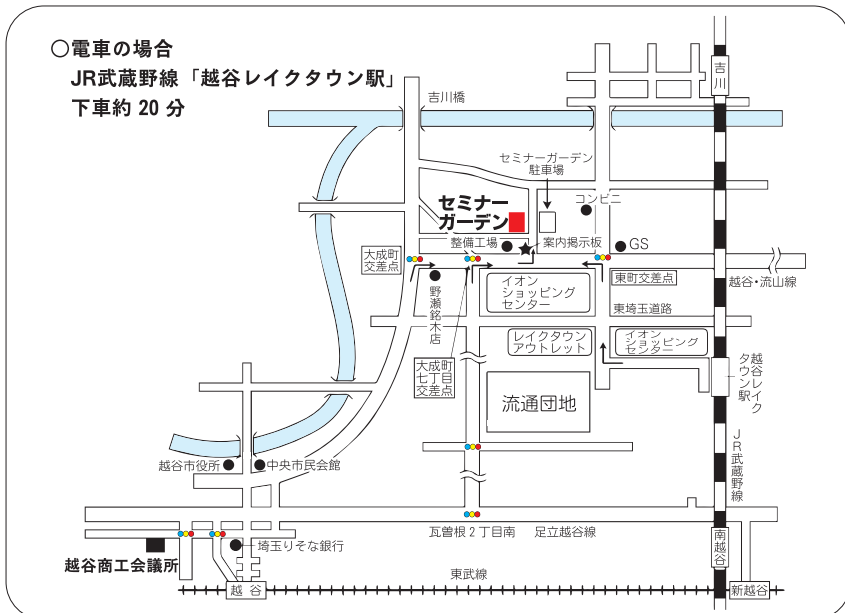 ○電車の場合
JR武蔵野線「越谷レイクタウン駅」
下車約 20 分
吉川
吉川橋
セミナーガーデン
駐車場
コンビニ
セミナー
ガーデン
整備工場
案内掲示板
GS
大成町
交差点
東町交差点
越谷・流山線
野瀬銘木店
イオン
ショッピング
センター
東埼玉道路
レイクタウン
アウトレット
イオン
ショッピング
センター
大成町
七丁目
交差点
越谷レイク
タウン駅
流通団地
JR武蔵野線
越谷市役所
中央市民会館
瓦曽根2丁目南
足立越谷線
埼玉りそな銀行
越谷商工会議所
南越谷
東武線
越谷
新越谷